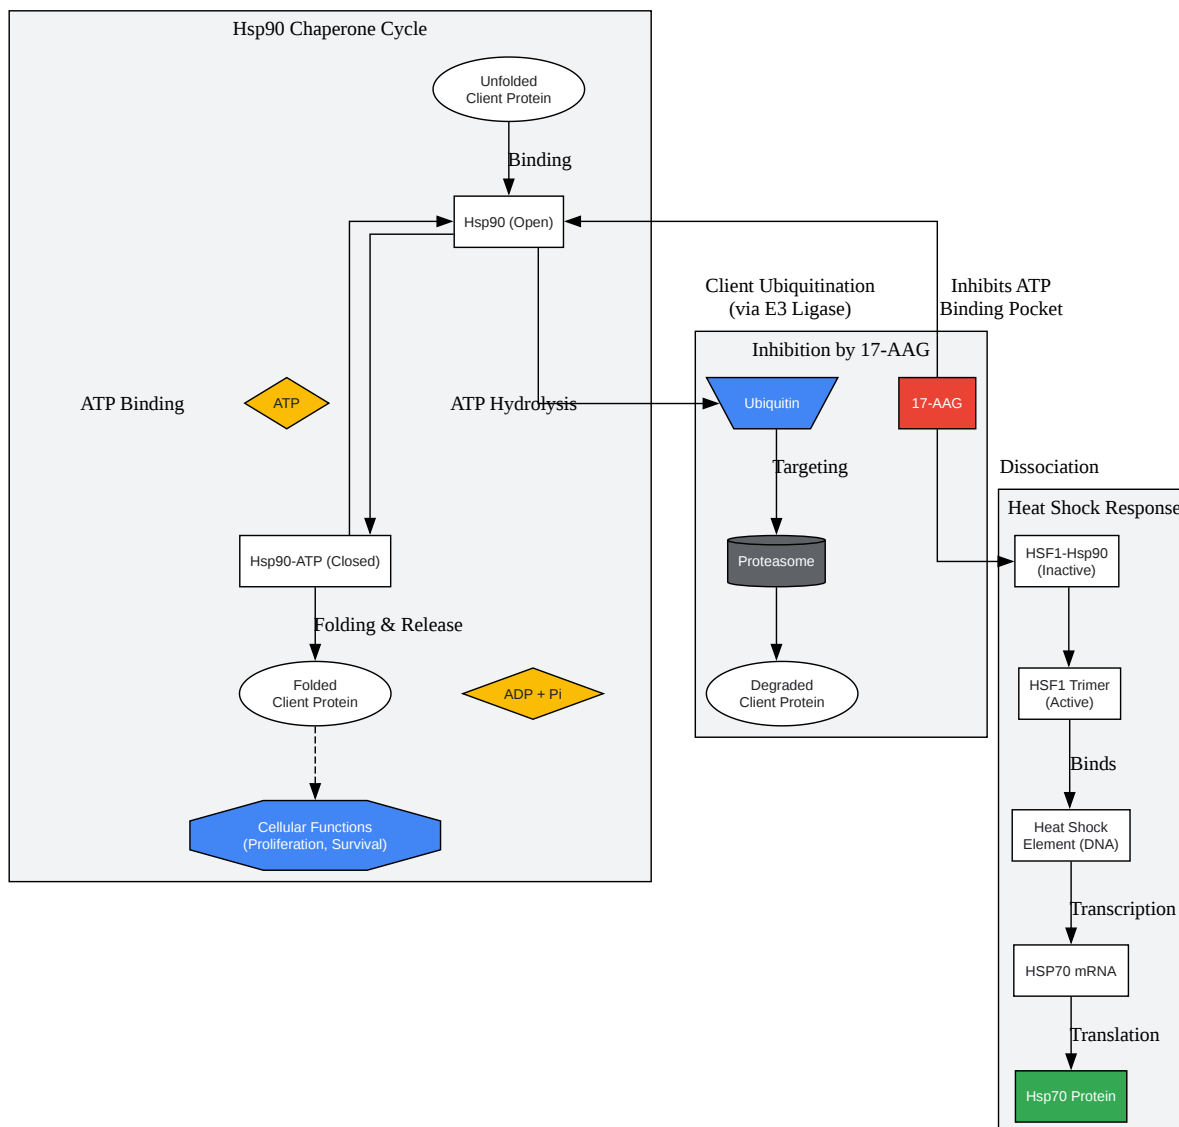 Hsp90 Chaperone Cycle
Unfolded
Client Protein
Binding
Hsp90 (Open)
ATP Binding
ATP
ATP Hydrolysis
Hsp90-ATP (Closed)
Folding & Release
Folded
Client Protein
ADP + Pi
Cellular Functions
(Proliferation, Survival)
Client Ubiquitination
(via E3 Ligase)
Inhibits ATP
Binding Pocket
Inhibition by 17-AAG
Ubiquitin
17-AAG
Targeting
Proteasome
Degraded
Client Protein
Dissociation
Heat Shock Response
HSF1-Hsp90
(Inactive)
HSF1 Trimer
(Active)
Binds
Heat Shock
Element (DNA)
Transcription
HSP70 mRNA
Translation
Hsp70 Protein